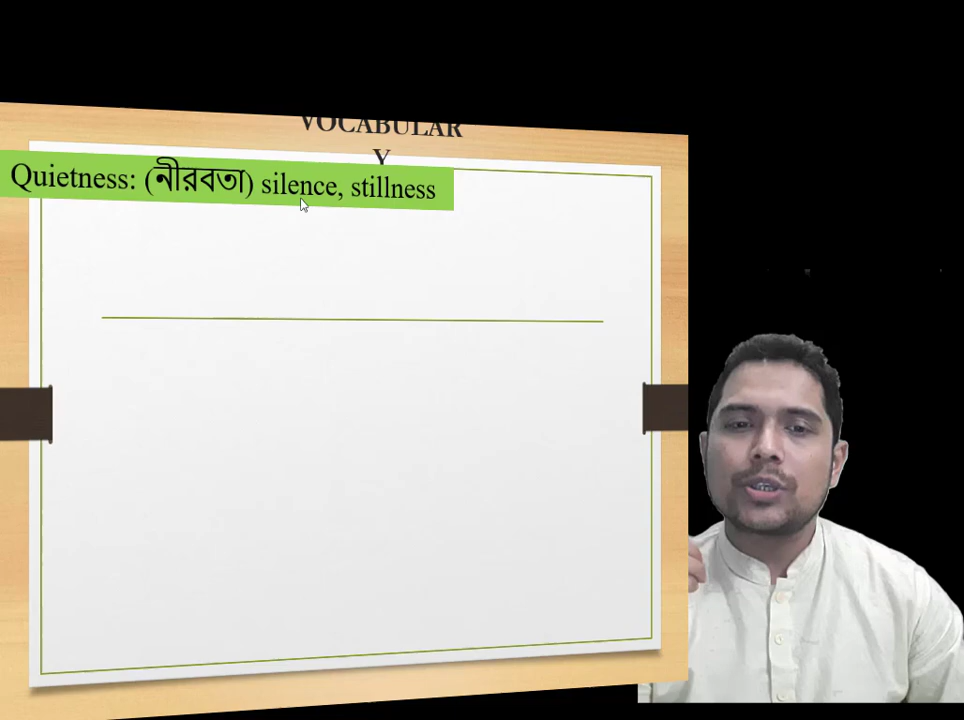 VOCABULAR
Y
Quietness: (নীরবতা) silence, stillness